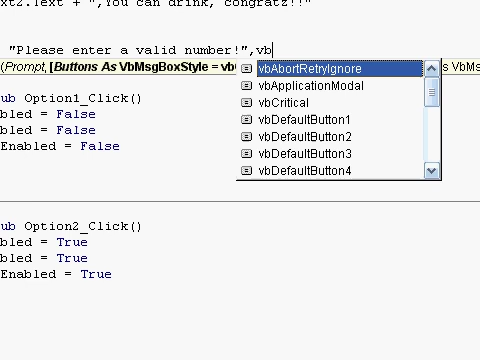 xt2.Text + ",You can drink, congratz!!"
"Please enter a valid number!",vb
(Prompt, [Buttons As VbMsgBoxStyle = vb
s VbMs
vbAbortRetryIgnore
vbApplicationModal
vbCritical
vbDefaultButton1
vbDefaultButton2
vbDefaultButton3
vbDefaultButton4
ub Option1_Click()
bled = False
bled = False
Enabled = False
ub Option2_Click()
bled = True
bled = True
Enabled = True